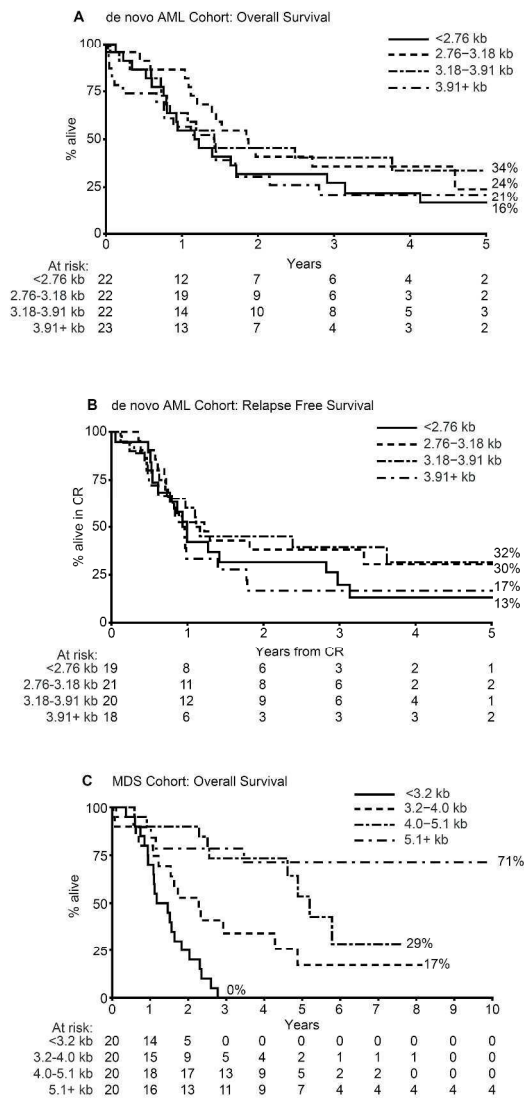 A de novo AML Cohort: Overall Survival
<2.76 kb
2.76–3.18 kb
3.18–3.91 kb
3.91+ kb
% alive
100
75
50
25
0
34%
24%
21%
16%
0 1 2 3 4 5
Years
At risk:
<2.76 kb 22 12 7 6 4 2
2.76-3.18 kb 22 19 9 6 3 2
3.18-3.91 kb 22 14 10 8 5 3
3.91+ kb 23 13 7 4 3 2
B de novo AML Cohort: Relapse Free Survival
<2.76 kb
2.76–3.18 kb
3.18–3.91 kb
3.91+ kb
% alive in CR
100
75
50
25
0
32%
30%
17%
13%
0 1 2 3 4 5
Years from CR
At risk:
<2.76 kb 19 8 6 3 2 1
2.76-3.18 kb 21 11 8 6 2 2
3.18-3.91 kb 20 12 9 6 4 1
3.91+ kb 18 6 3 3 3 2
C MDS Cohort: Overall Survival
<3.2 kb
3.2–4.0 kb
4.0–5.1 kb
5.1+ kb
% alive
100
75
50
25
0
71%
29%
17%
0%
0 1 2 3 4 5 6 7 8 9 10
Years
At risk:
<3.2 kb 20 14 5 0 0 0 0 0 0 0 0
3.2-4.0 kb 20 15 9 5 4 2 1 1 1 0 0
4.0-5.1 kb 20 18 17 13 9 5 2 2 0 0 0
5.1+ kb 20 16 13 11 9 7 4 4 4 4 4